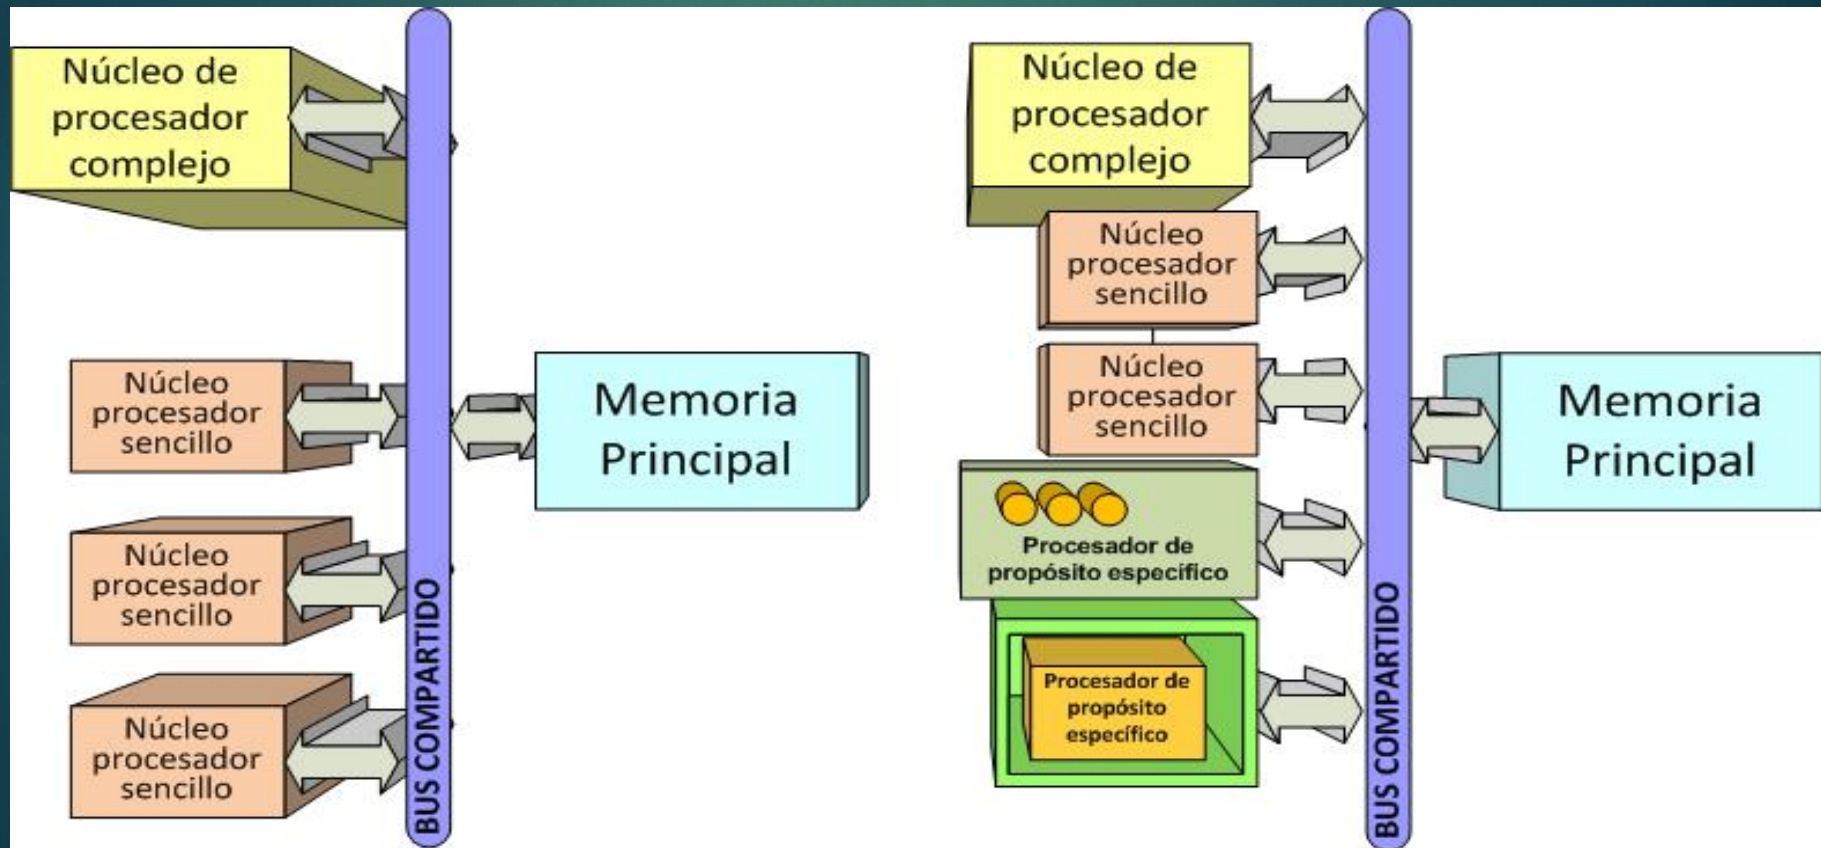 Núcleo de
procesador
complejo
Núcleo
procesador
sencillo
Núcleo
procesador
sencillo
Núcleo
procesador
sencillo
BUS COMPARTIDO
Memoria
Principal
Núcleo de
procesador
complejo
Núcleo
procesador
sencillo
Núcleo
procesador
sencillo
Procesador de
propósito específico
Procesador de
propósito
específico
BUS COMPARTIDO
Memoria
Principal